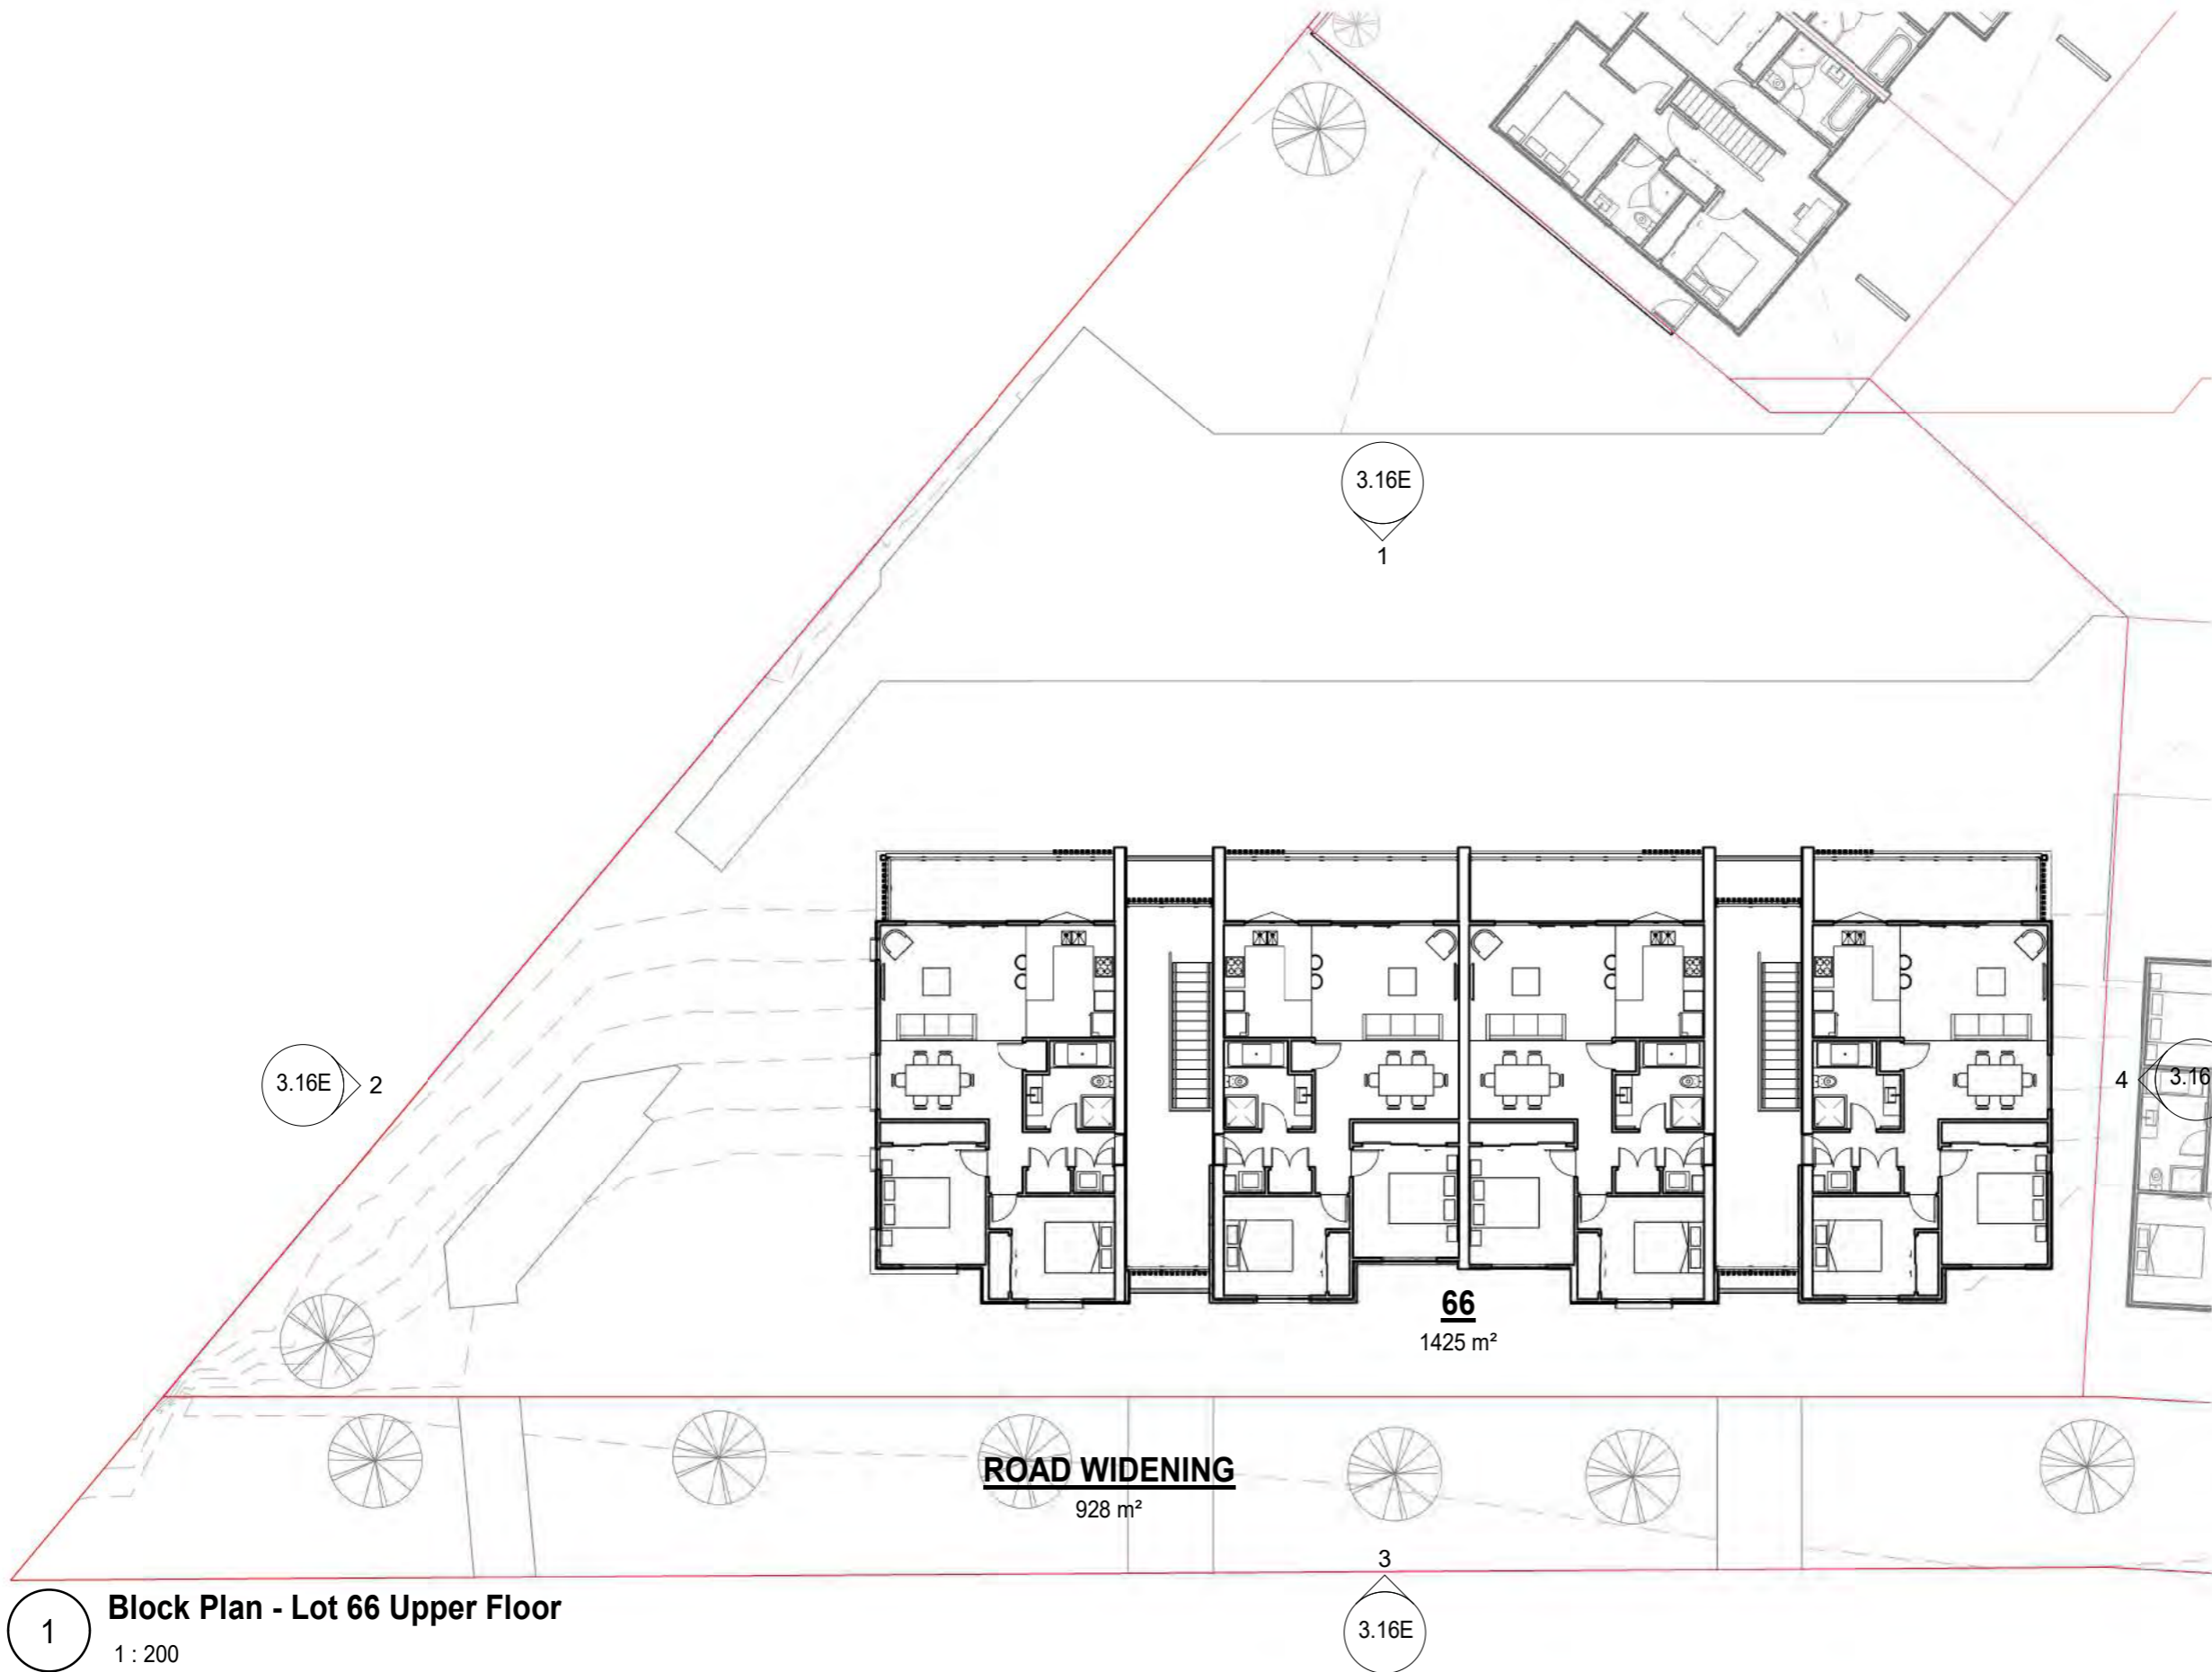 3.16E
1
3.16E
2
4
3.16
66
1425 m²
ROAD WIDENING
928 m²
3
3.16E
1
Block Plan - Lot 66 Upper Floor
1 : 200